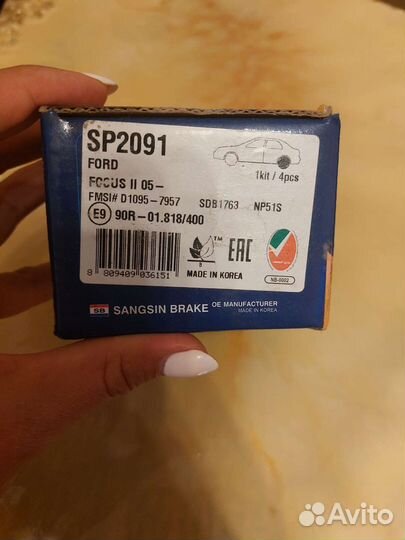 SP2091
FORD
1kit / 4pcs
FOCUS II 05-
FMSI# D1095-7957 SDB1763 NP51S
E9 90R-01.818/400
TM
EAC
B
8 809409 036151
MADE IN KOREA
NB-0002
SB SANGSIN BRAKE OE MANUFACTURER
MADE IN KOREA
Avito